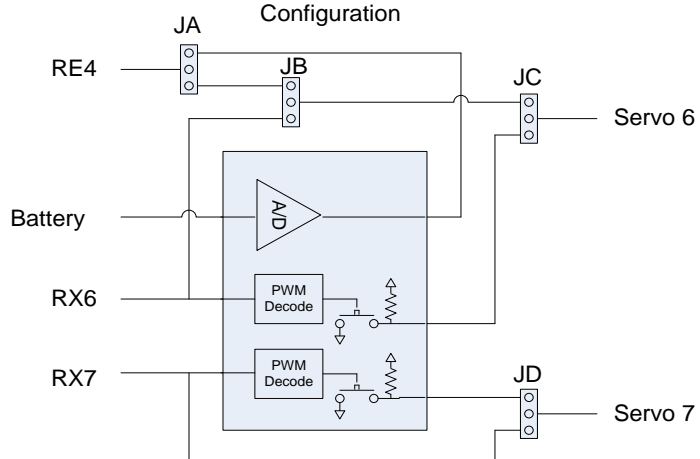 Configuration
JA
RE4
JB
JC
Servo 6
Battery
A/D
RX6
PWM
Decode
RX7
PWM
Decode
JD
Servo 7